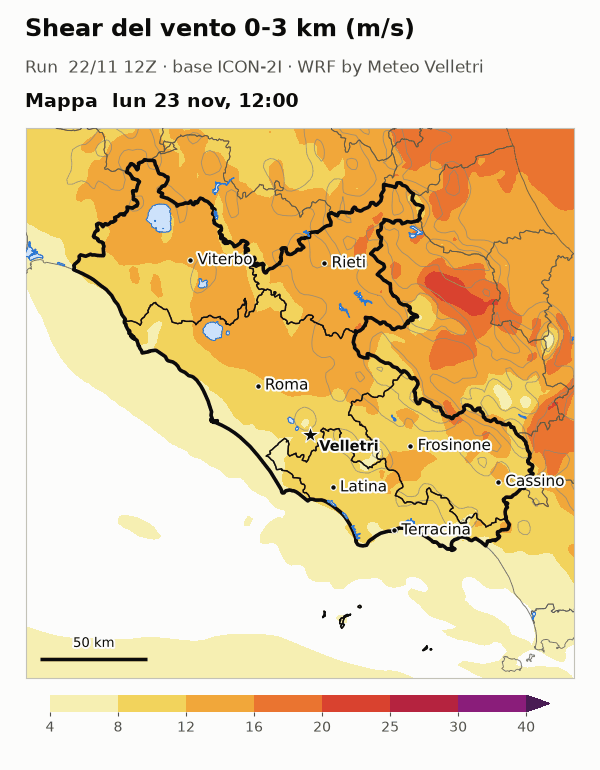 Shear del vento 0-3 km (m/s)
Run 22/11 12Z · base ICON-2I · WRF by Meteo Velletri
Mappa lun 23 nov, 12:00
Viterbo
Rieti
Roma
Velletri
Frosinone
Latina
Cassino
Terracina
50 km
4 8 12 16 20 25 30 40